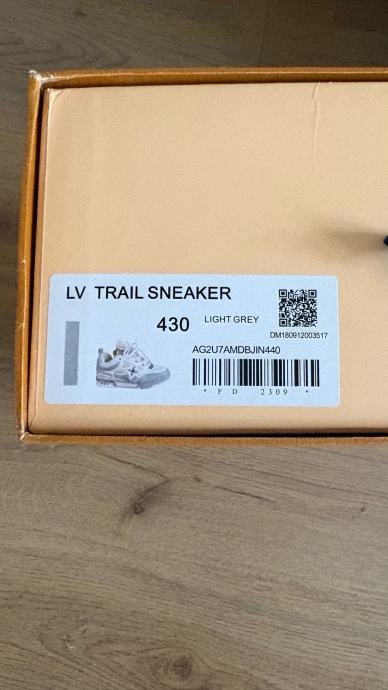 LV TRAIL SNEAKER
430 LIGHT GREY
DM180912003517
AG2U7AMDBJIN440
* F D 2309 *